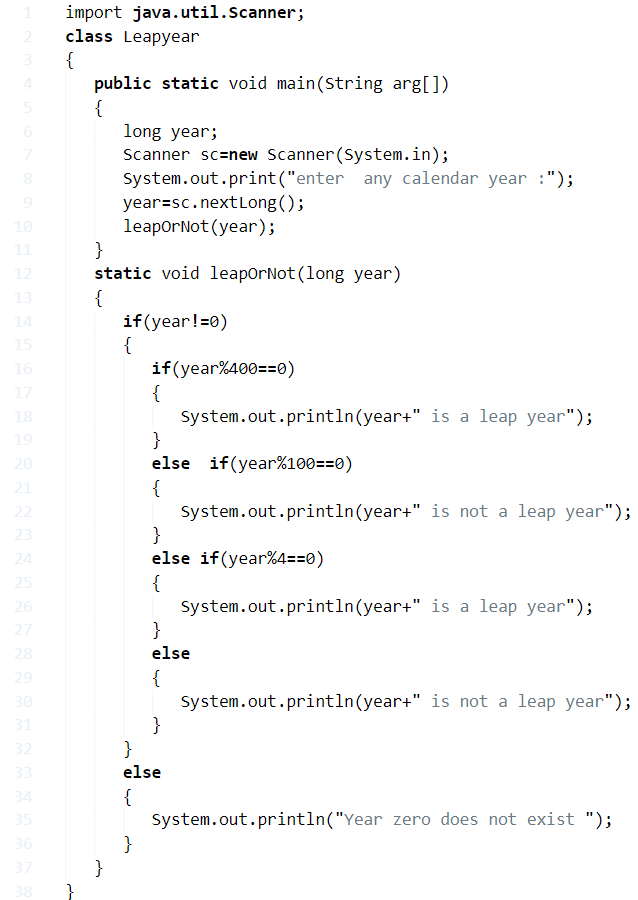 1 import java.util.Scanner;
2 class Leapyear
3 {
4 public static void main(String arg[])
5 {
6 long year;
7 Scanner sc=new Scanner(System.in);
8 System.out.print("enter  any calendar year :");
9 year=sc.nextLong();
10 leapOrNot(year);
11 }
12 static void leapOrNot(long year)
13 {
14 if(year!=0)
15 {
16 if(year%400==0)
17 {
18 System.out.println(year+" is a leap year");
19 }
20 else  if(year%100==0)
21 {
22 System.out.println(year+" is not a leap year");
23 }
24 else if(year%4==0)
25 {
26 System.out.println(year+" is a leap year");
27 }
28 else
29 {
30 System.out.println(year+" is not a leap year");
31 }
32 }
33 else
34 {
35 System.out.println("Year zero does not exist ");
36 }
37 }
38 }